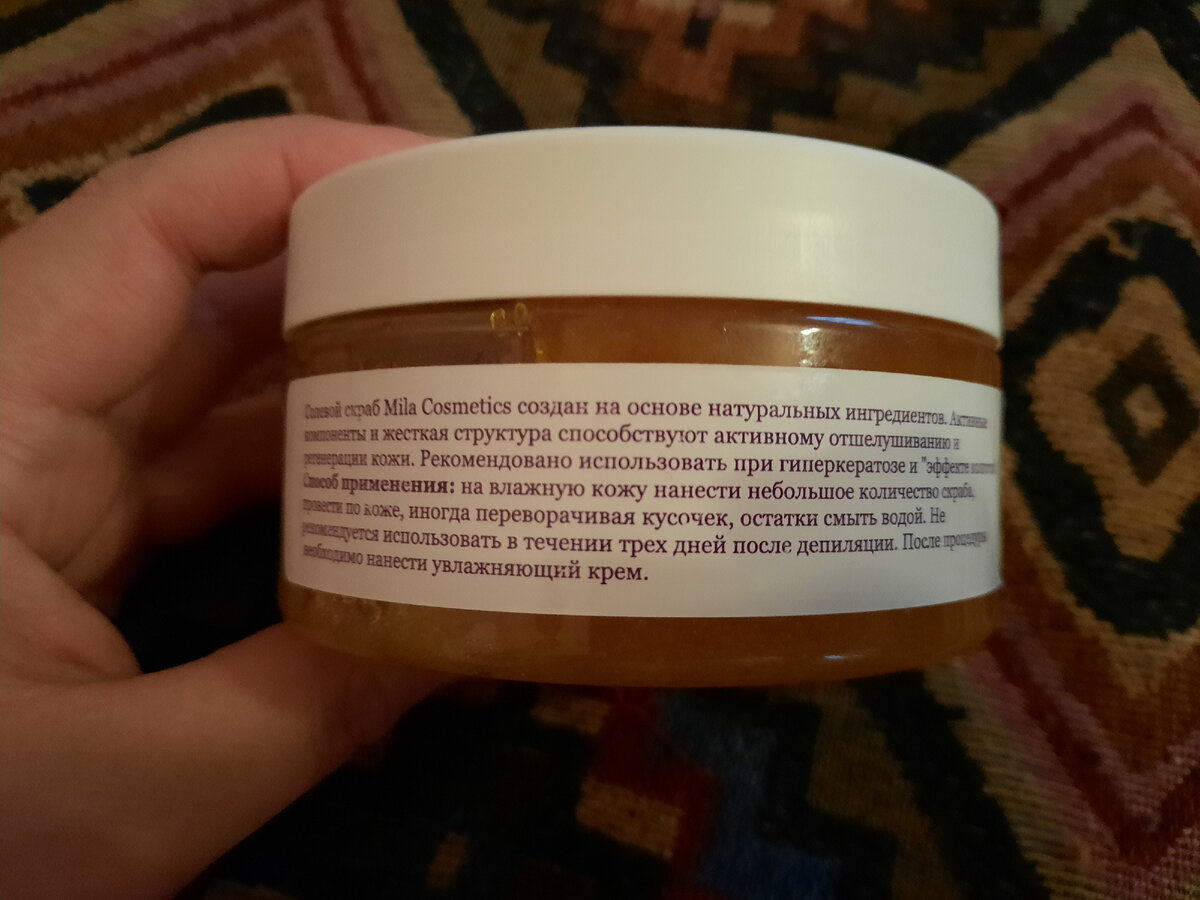 Солевой скраб Mila Cosmetics создан на основе натуральных ингредиентов. Активные
компоненты и жесткая структура способствуют активному отшелушиванию и
регенерации кожи. Рекомендовано использовать при гиперкератозе и "эффекте
Способ применения: на влажную кожу нанести небольшое количество скраба,
провести по коже, иногда переворачивая кусочек, остатки смыть водой. Не
рекомендуется использовать в течении трех дней после депиляции. После процедуры
необходимо нанести увлажняющий крем.